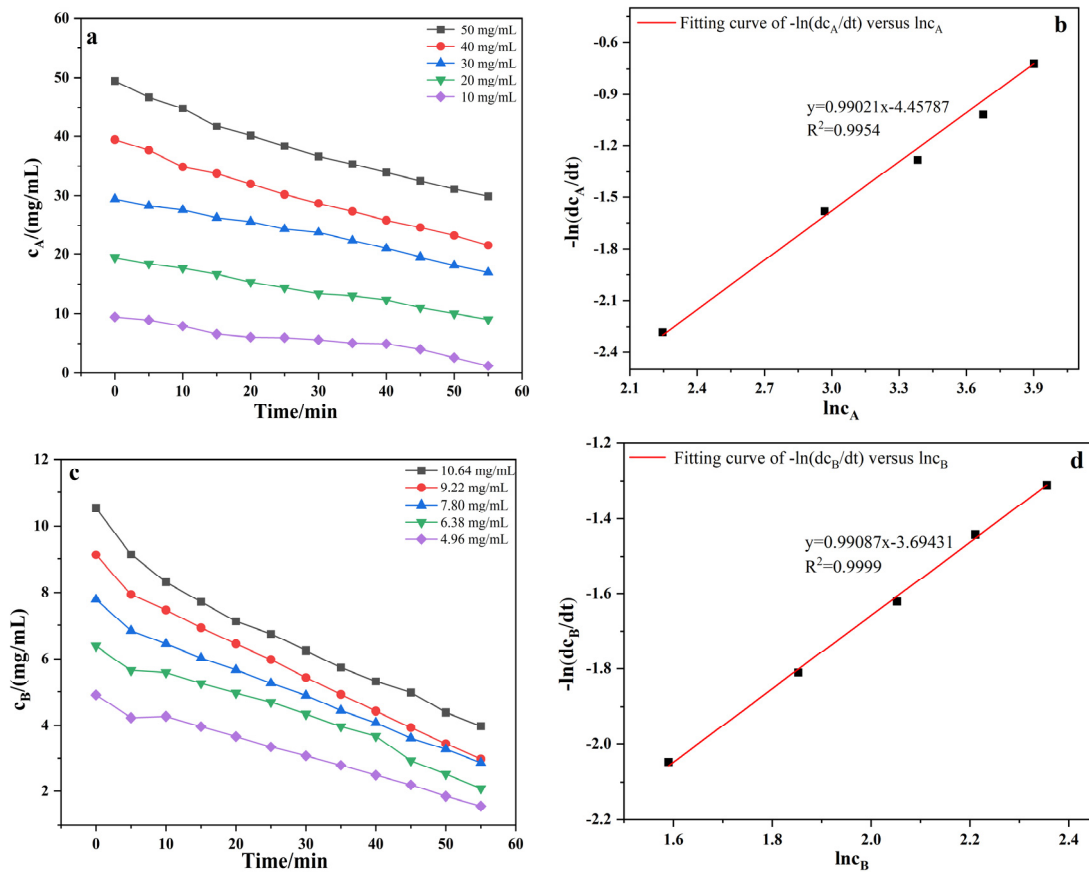 a
50 mg/mL
40 mg/mL
30 mg/mL
20 mg/mL
10 mg/mL
60
50
40
30
20
10
0
c_A/(mg/mL)
0 10 20 30 40 50 60
Time/min
b
Fitting curve of -ln(dc_A/dt) versus lnc_A
y=0.99021x-4.45787
R²=0.9954
-0.6
-0.9
-1.2
-1.5
-1.8
-2.1
-2.4
-ln(dc_A/dt)
2.1 2.4 2.7 3.0 3.3 3.6 3.9
lnc_A
c
10.64 mg/mL
9.22 mg/mL
7.80 mg/mL
6.38 mg/mL
4.96 mg/mL
12
10
8
6
4
2
c_B/(mg/mL)
0 10 20 30 40 50 60
Time/min
d
Fitting curve of -ln(dc_B/dt) versus lnc_B
y=0.99087x-3.69431
R²=0.9999
-1.2
-1.4
-1.6
-1.8
-2.0
-2.2
-ln(dc_B/dt)
1.6 1.8 2.0 2.2 2.4
lnc_B